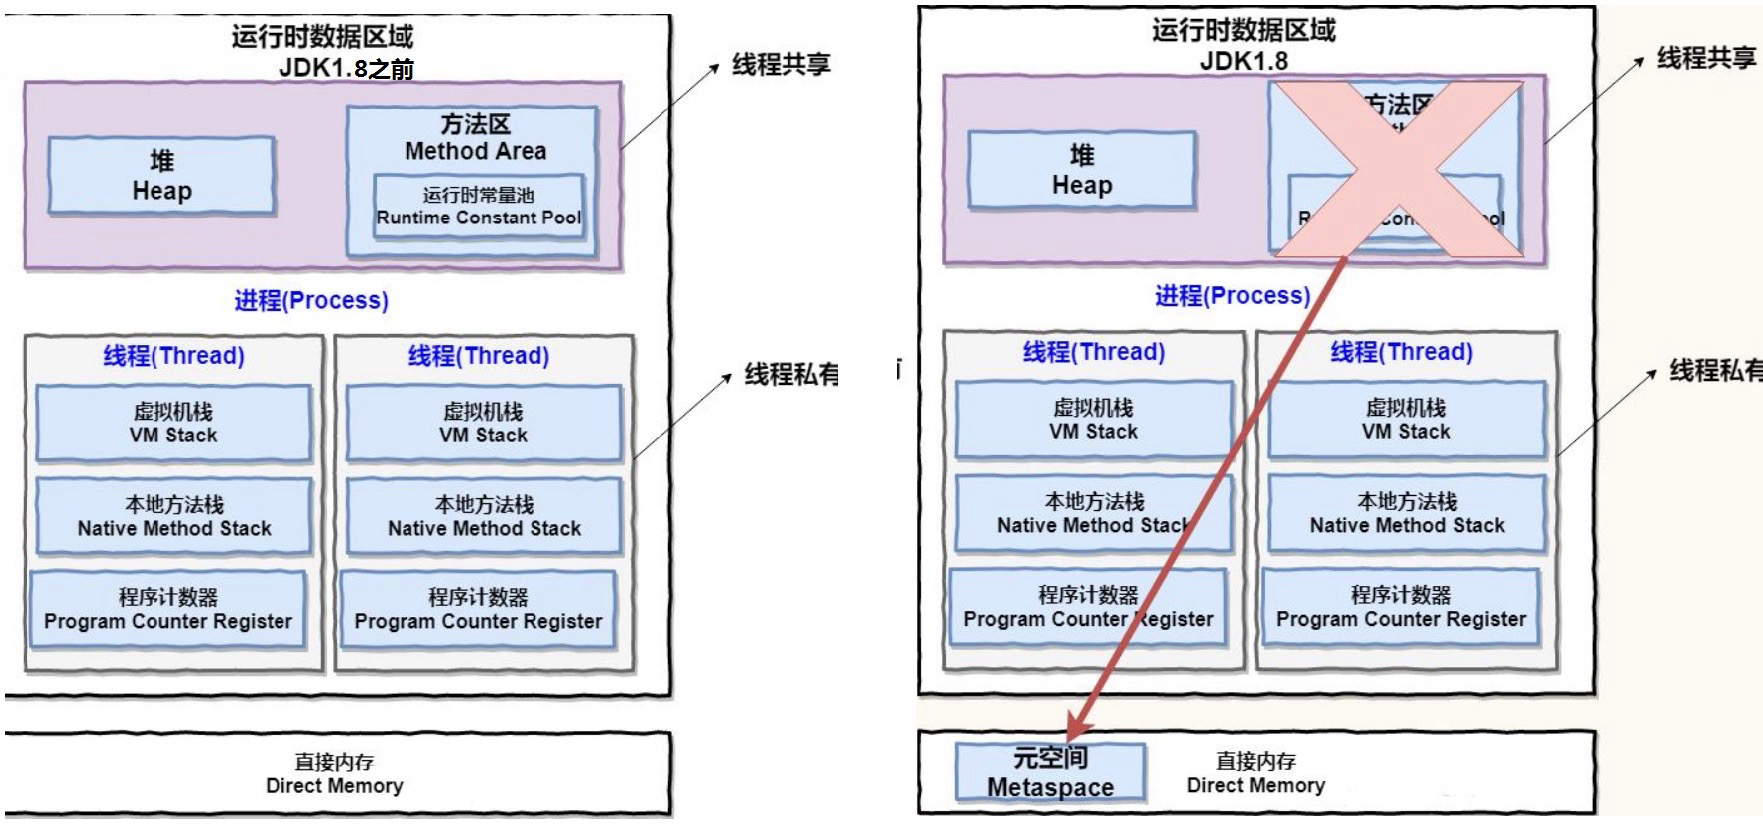 运行时数据区域
JDK1.8之前
线程共享
堆
Heap
方法区
Method Area
运行时常量池
Runtime Constant Pool
进程(Process)
线程(Thread)
线程(Thread)
线程私有
虚拟机栈
VM Stack
虚拟机栈
VM Stack
本地方法栈
Native Method Stack
本地方法栈
Native Method Stack
程序计数器
Program Counter Register
程序计数器
Program Counter Register
直接内存
Direct Memory
运行时数据区域
JDK1.8
线程共享
堆
Heap
方法区
进程(Process)
线程(Thread)
线程(Thread)
线程私有
虚拟机栈
VM Stack
虚拟机栈
VM Stack
本地方法栈
Native Method Stack
本地方法栈
Native Method Stack
程序计数器
Program Counter Register
程序计数器
Program Counter Register
元空间
Metaspace
直接内存
Direct Memory